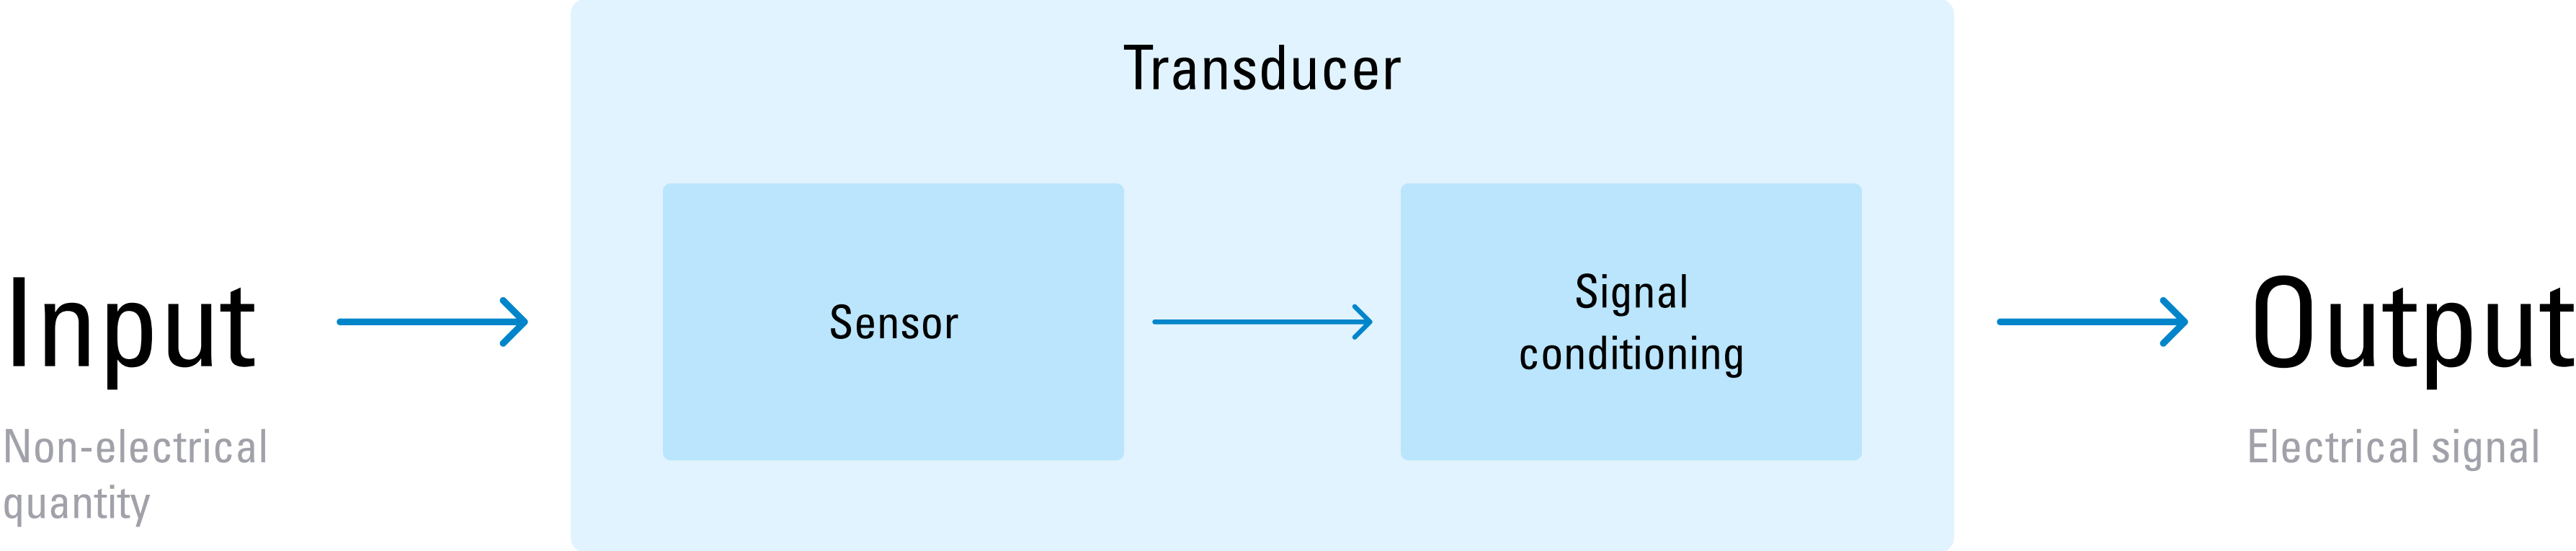 Transducer
Input
Non-electrical
quantity
Sensor
Signal
conditioning
Output
Electrical signal